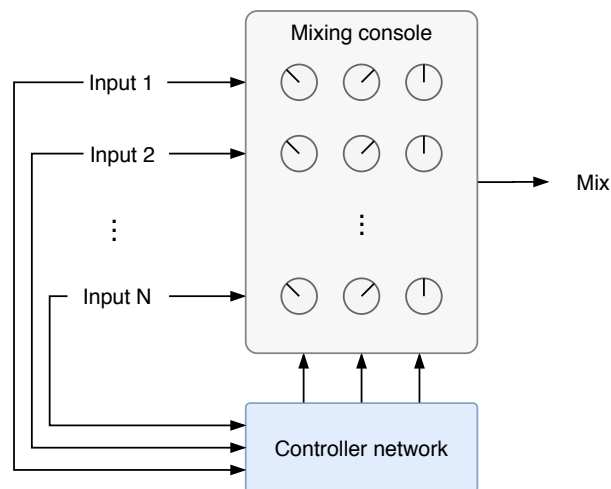 Mixing console
Input 1
Input 2
⋮
⋮
Input N
Mix
Controller network